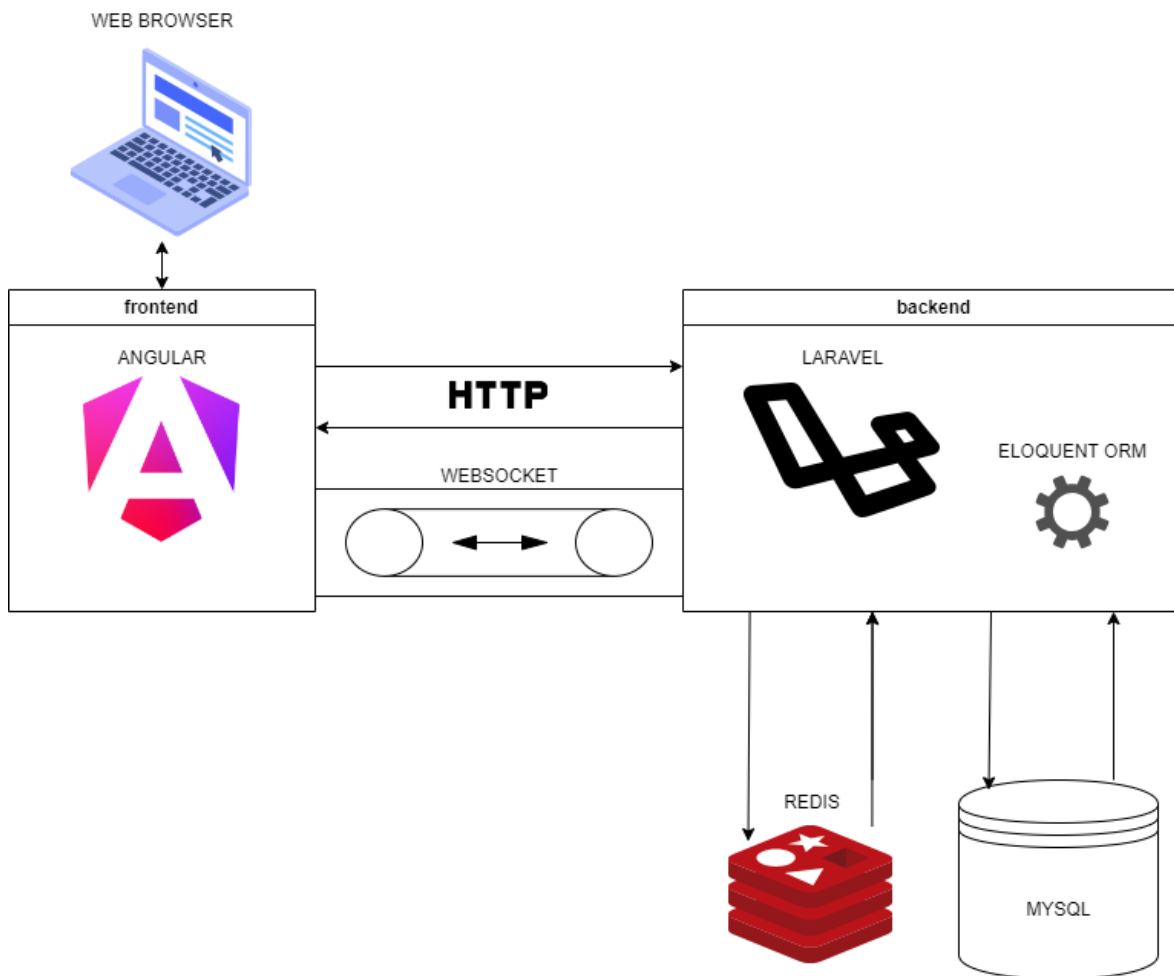 WEB BROWSER
frontend
backend
ANGULAR
LARAVEL
HTTP
ELOQUENT ORM
WEBSOCKET
REDIS
MYSQL